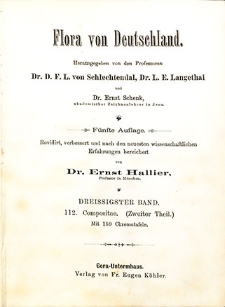 Flora von Deutschland.
Herausgegeben von den Professoren
Dr. D. F. L. von Schlechtendal, Dr. L. E. Langethal
und
Dr. Ernst Schenk,
akademischer Zeichnenlehrer in Jena.
Fünfte Auflage.
Revidirt, verbessert und nach den neuesten wissenschaftlichen
Erfahrungen bereichert
von
Dr. Ernst Hallier,
Professor in München.
DREISSIGSTER BAND.
112. Compositae. (Zweiter Theil.)
Mit 150 Chromotafeln.
Gera-Untermhaus.
Verlag von Fr. Eugen Köhler.